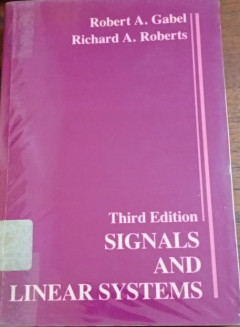 Robert A. Gabel
Richard A. Roberts
Third Edition
SIGNALS
AND
LINEAR SYSTEMS